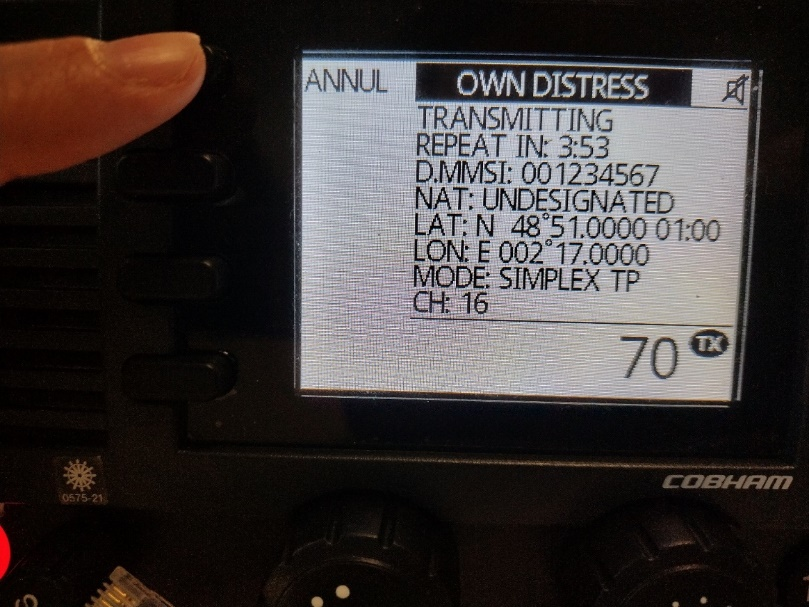 ANNUL OWN DISTRESS
TRANSMITTING
REPEAT IN: 3:53
D.MMSI: 001234567
NAT: UNDESIGNATED
LAT: N 48°51.0000 01:00
LON: E 002°17.0000
MODE: SIMPLEX TP
CH: 16
70 TX
COBHAM
0575-21